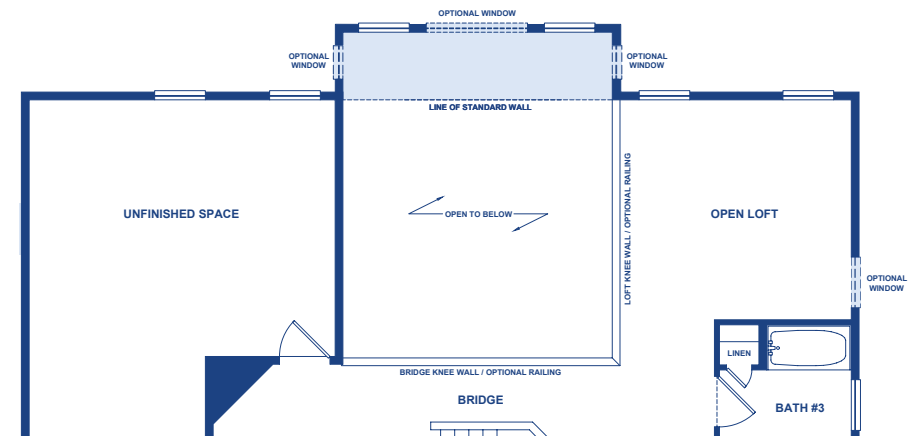 OPTIONAL WINDOW
OPTIONAL
WINDOW
OPTIONAL
WINDOW
LINE OF STANDARD WALL
UNFINISHED SPACE
OPEN TO BELOW
LOFT KNEE WALL / OPTIONAL RAILING
OPEN LOFT
OPTIONAL
WINDOW
LINEN
BRIDGE KNEE WALL / OPTIONAL RAILING
BRIDGE
BATH #3